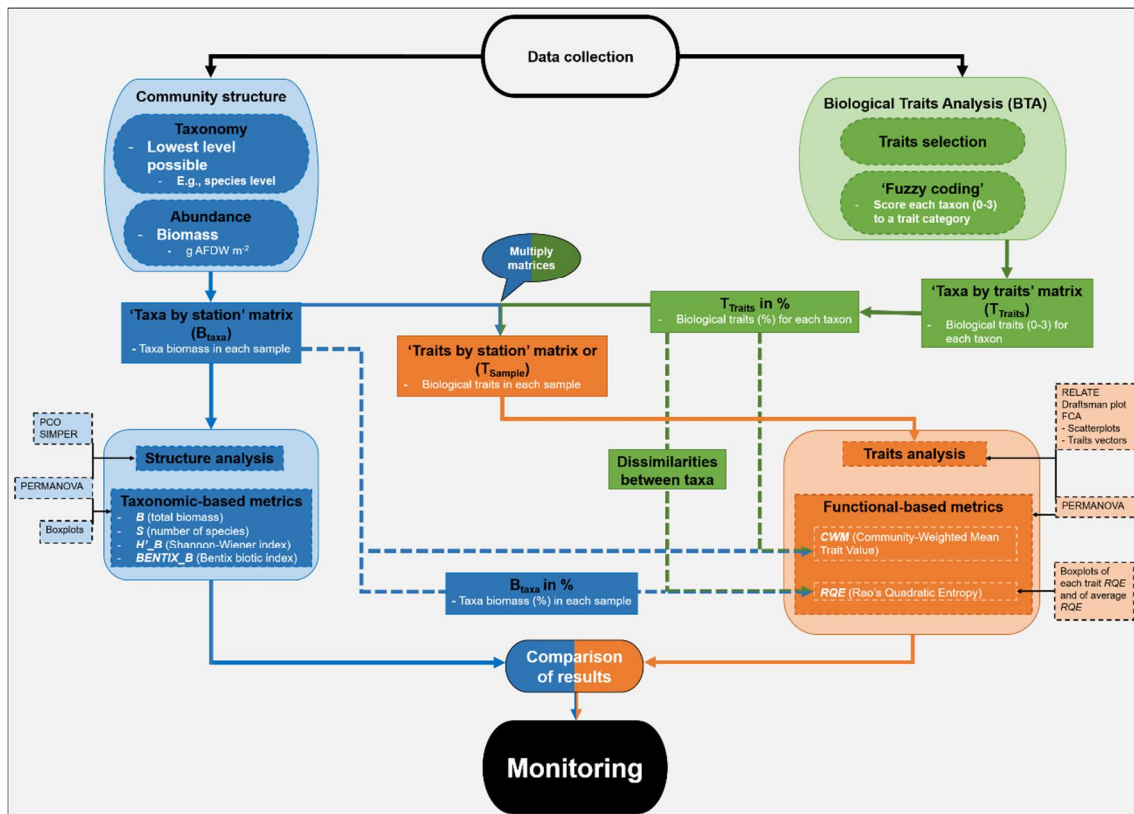 Data collection
Community structure
Taxonomy
- Lowest level
possible
- E.g., species level
Abundance
- Biomass
- g AFDW m⁻²
Biological Traits Analysis (BTA)
Traits selection
‘Fuzzy coding’
- Score each taxon (0-3)
to a trait category
Multiply
matrices
‘Taxa by station’ matrix
(Btaxa)
- Taxa biomass in each sample
TTraits in %
- Biological traits (%) for each taxon
‘Taxa by traits’ matrix
(TTraits)
- Biological traits (0-3) for
each taxon
‘Traits by station’ matrix or
(TSample)
- Biological traits in each sample
PCO
SIMPER
PERMANOVA
Boxplots
Structure analysis
Taxonomic-based metrics
- B (total biomass)
- S (number of species)
- H’_B (Shannon-Wiener index)
- BENTIX_B (Bentix biotic index)
Dissimilarities
between taxa
Btaxa in %
- Taxa biomass (%) in each sample
Traits analysis
Functional-based metrics
- CWM (Community-Weighted Mean
Trait Value)
- RQE (Rao’s Quadratic Entropy)
RELATE
Draftsman plot
FCA
- Scatterplots
- Traits vectors
PERMANOVA
Boxplots of
each trait RQE
and of average
RQE
Comparison
of results
Monitoring